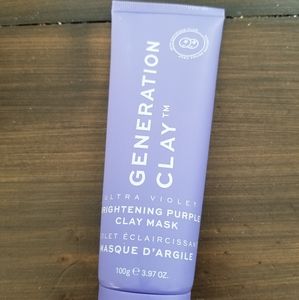 GENERATION
CLAY™
ULTRA VIOLET
BRIGHTENING PURPLE
CLAY MASK
VIOLET ÉCLAIRCISSANT
MASQUE D'ARGILE
100g ℮ 3.97 OZ.